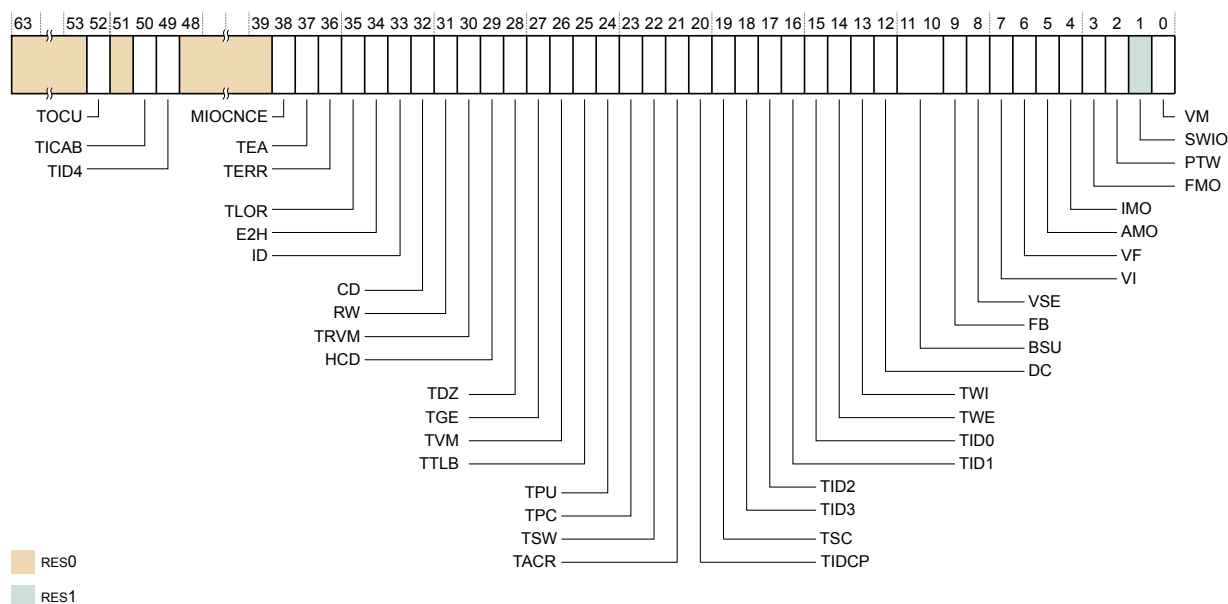 63 53 52 51 50 49 48 39 38 37 36 35 34 33 32 31 30 29 28 27 26 25 24 23 22 21 20 19 18 17 16 15 14 13 12 11 10 9 8 7 6 5 4 3 2 1 0
TOCU MIOCNCE VM
TICAB TEA SWIO
TID4 TERR PTW
FMO
TLOR IMO
E2H AMO
ID VF
VI
CD VSE
RW FB
TRVM BSU
HCD DC
TDZ TWI
TGE TWE
TVM TID0
TTLB TID1
TPU TID2
TPC TID3
TSW TSC
TACR TIDCP
RES0
RES1